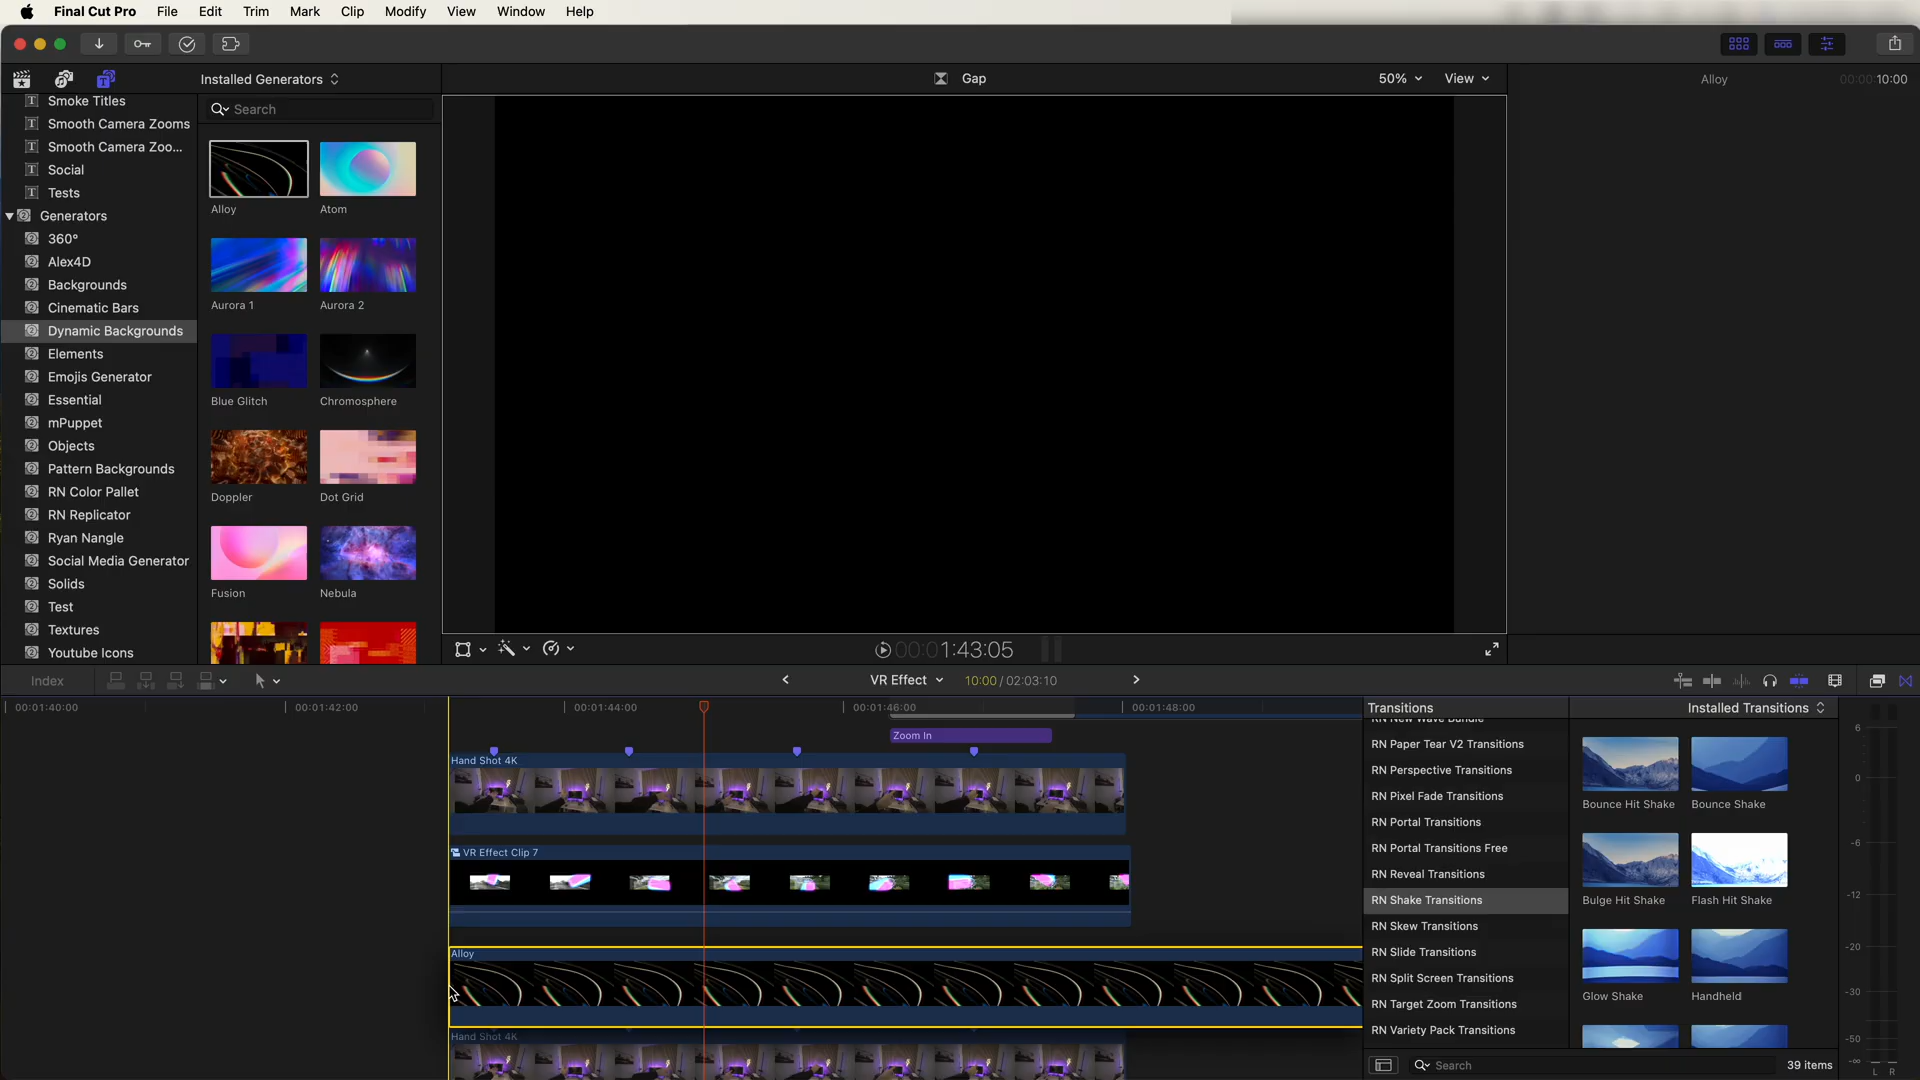 Final Cut Pro File Edit Trim Mark Clip Modify View Window Help
Installed Generators
Gap
50%
View
Alloy
00:00:10:00
Smoke Titles
Smooth Camera Zooms
Smooth Camera Zoo...
Social
Tests
Generators
360°
Alex4D
Backgrounds
Cinematic Bars
Dynamic Backgrounds
Elements
Emojis Generator
Essential
mPuppet
Objects
Pattern Backgrounds
RN Color Pallet
RN Replicator
Ryan Nangle
Social Media Generator
Solids
Test
Textures
Youtube Icons
Search
Alloy
Atom
Aurora 1
Aurora 2
Blue Glitch
Chromosphere
Doppler
Dot Grid
Fusion
Nebula
00:01:43:05
Index
VR Effect
10:00 / 02:03:10
00:01:40:00
00:01:42:00
00:01:44:00
00:01:46:00
00:01:48:00
Zoom In
Hand Shot 4K
VR Effect Clip 7
Alloy
Hand Shot 4K
Transitions
Installed Transitions
RN New Wave Bundle
RN Paper Tear V2 Transitions
RN Perspective Transitions
RN Pixel Fade Transitions
RN Portal Transitions
RN Portal Transitions Free
RN Reveal Transitions
RN Shake Transitions
RN Skew Transitions
RN Slide Transitions
RN Split Screen Transitions
RN Target Zoom Transitions
RN Variety Pack Transitions
Bounce Hit Shake
Bounce Shake
Bulge Hit Shake
Flash Hit Shake
Glow Shake
Handheld
Search
39 items
6
0
-6
-12
-20
-30
-50
-∞
L R